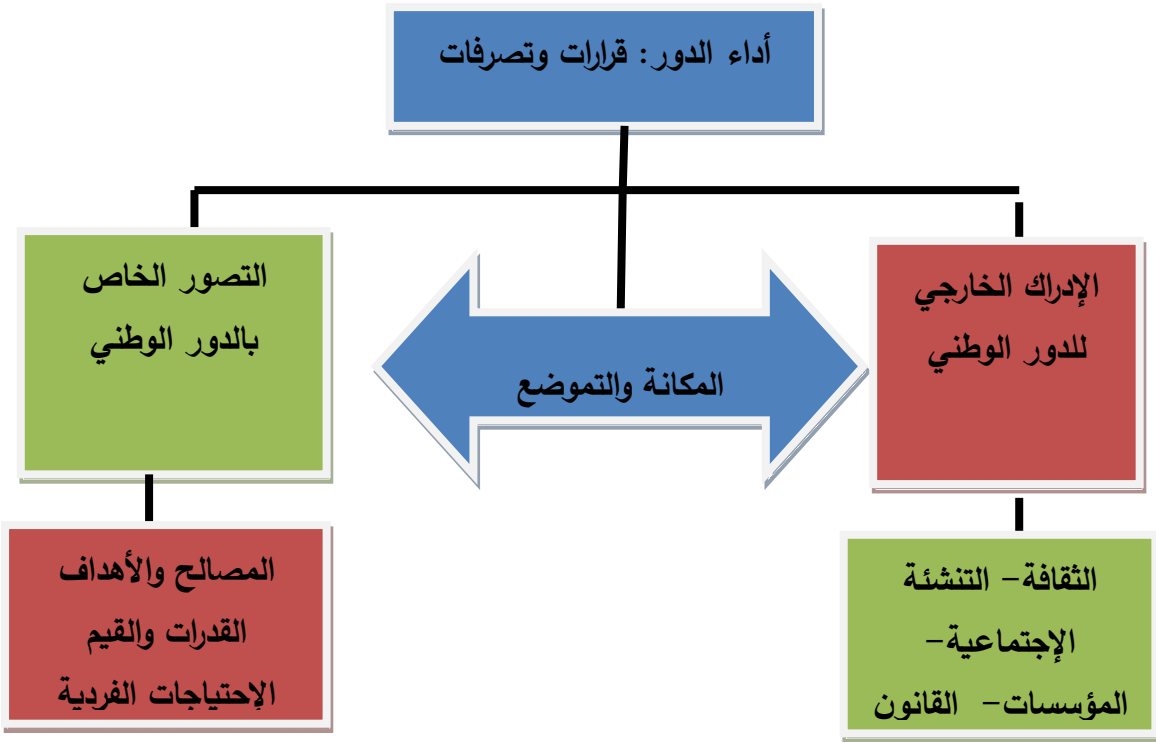 أداء الدور: قرارات وتصرفات
الإدراك الخارجي
للدور الوطني
المكانة والتموضع
التصور الخاص
بالدور الوطني
الثقافة- التنشئة
الإجتماعية-
المؤسسات- القانون
المصالح والأهداف
القدرات والقيم
الإحتياجات الفردية